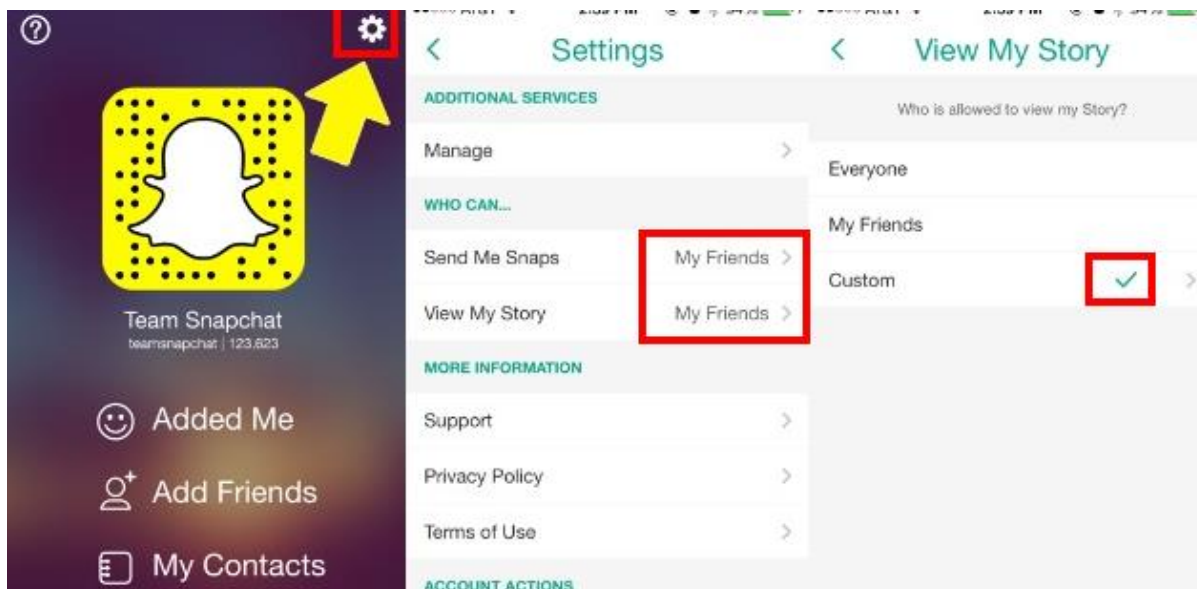 ?
Team Snapchat
teamsnapchat | 123,623
Added Me
Add Friends
My Contacts
Settings
ADDITIONAL SERVICES
Manage
WHO CAN...
Send Me Snaps My Friends
View My Story My Friends
MORE INFORMATION
Support
Privacy Policy
Terms of Use
ACCOUNT ACTIONS
View My Story
Who is allowed to view my Story?
Everyone
My Friends
Custom